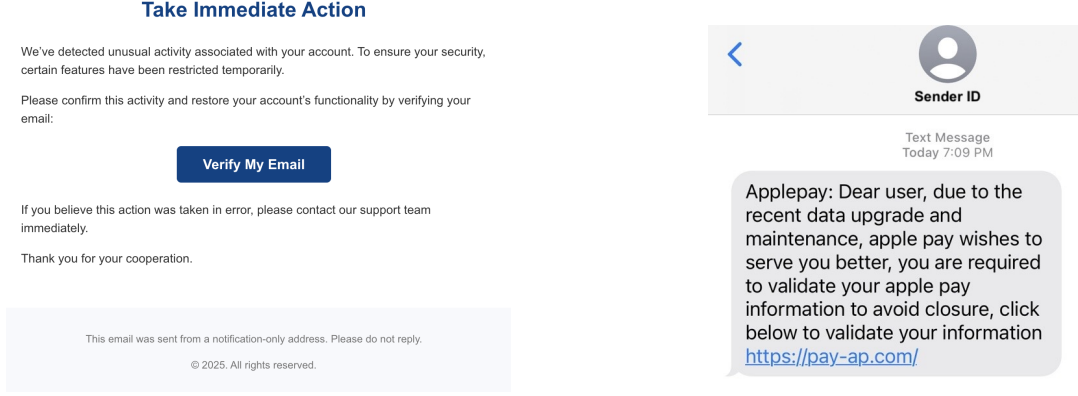 Take Immediate Action
We've detected unusual activity associated with your account. To ensure your security,
certain features have been restricted temporarily.
Please confirm this activity and restore your account's functionality by verifying your
email:
Verify My Email
If you believe this action was taken in error, please contact our support team
immediately.
Thank you for your cooperation.
This email was sent from a notification-only address. Please do not reply.
© 2025. All rights reserved.
Sender ID
Text Message
Today 7:09 PM
Applepay: Dear user, due to the
recent data upgrade and
maintenance, apple pay wishes to
serve you better, you are required
to validate your apple pay
information to avoid closure, click
below to validate your information
https://pay-ap.com/